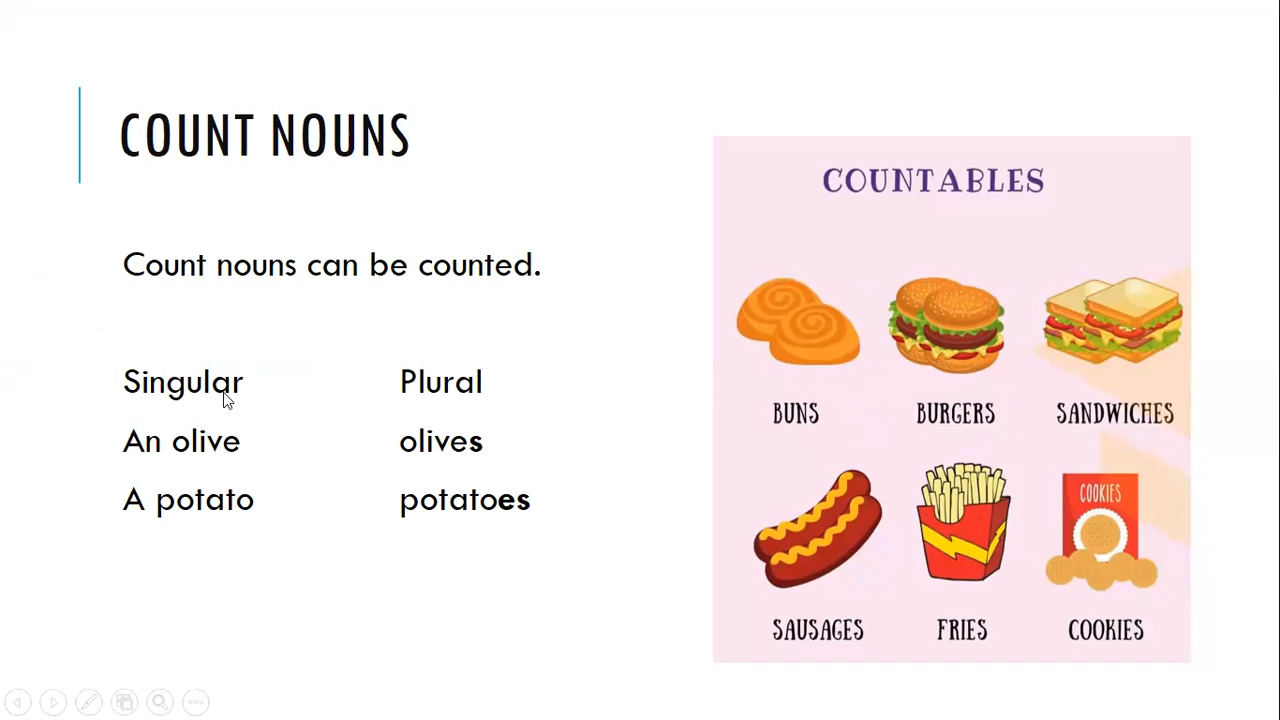 COUNT NOUNS
Count nouns can be counted.
Singular Plural
An olive olives
A potato potatoes
COUNTABLES
BUNS BURGERS SANDWICHES
COOKIES
SAUSAGES FRIES COOKIES